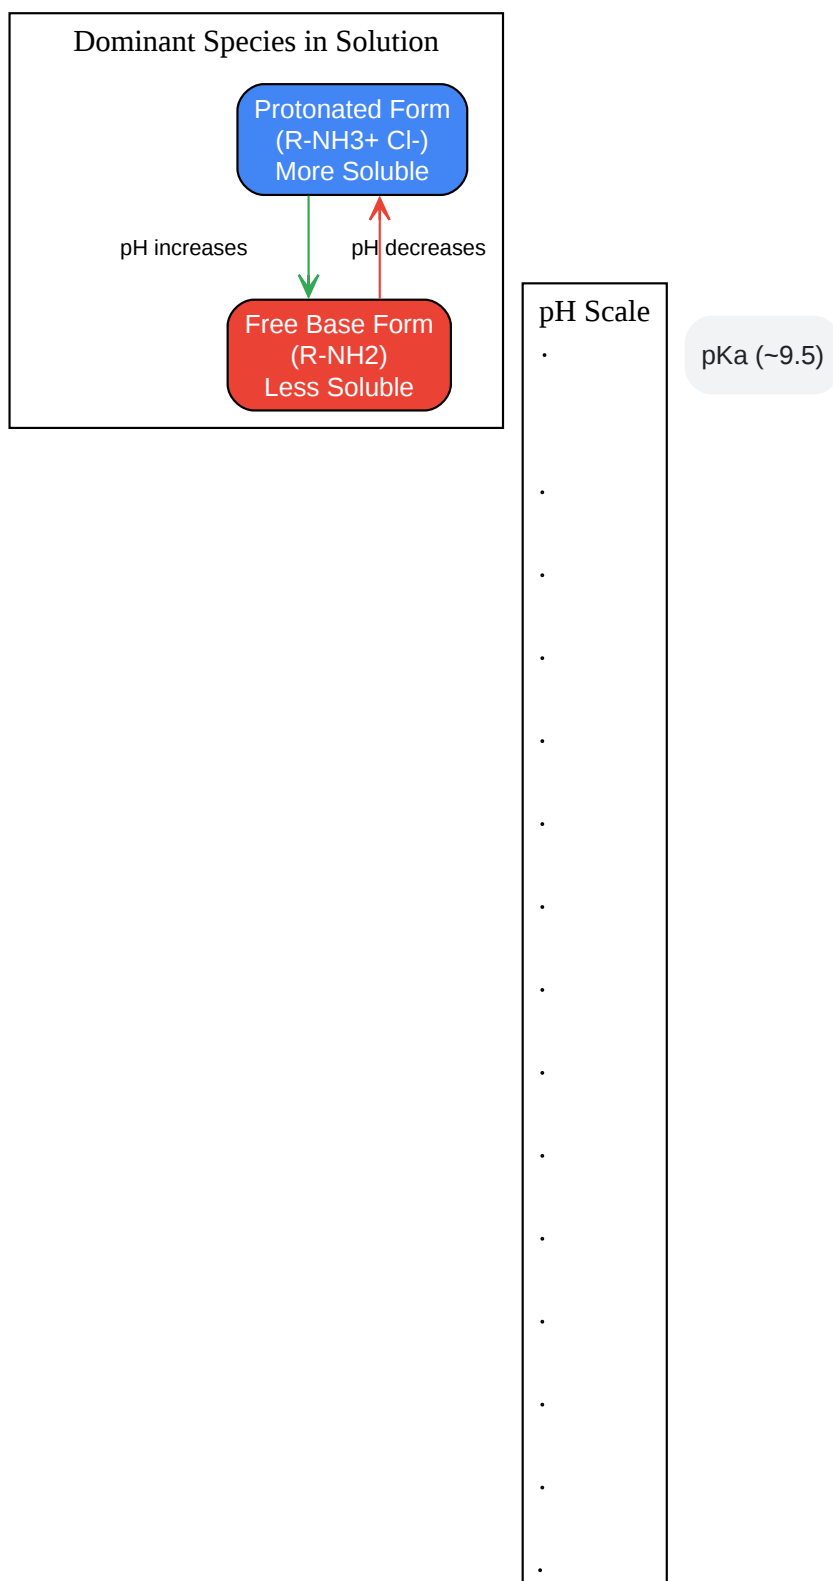 Dominant Species in Solution
Protonated Form
(R-NH3+ Cl-)
More Soluble
pH increases
pH decreases
Free Base Form
(R-NH2)
Less Soluble
pH Scale
pKa (~9.5)